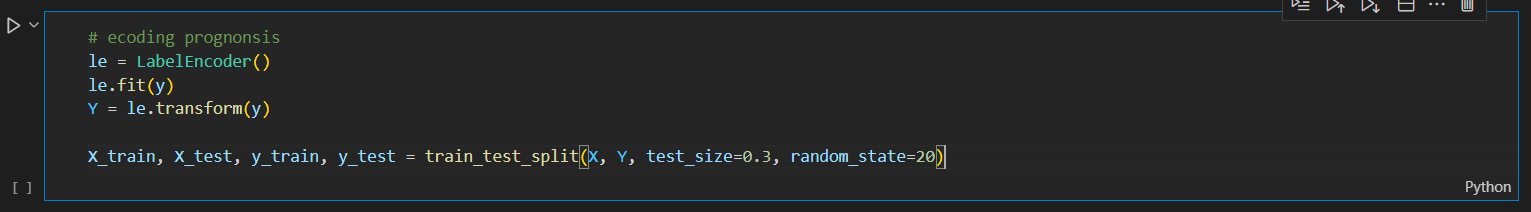 # ecoding prognonsis
le = LabelEncoder()
le.fit(y)
Y = le.transform(y)
X_train, X_test, y_train, y_test = train_test_split(X, Y, test_size=0.3, random_state=20)
[ ]
Python